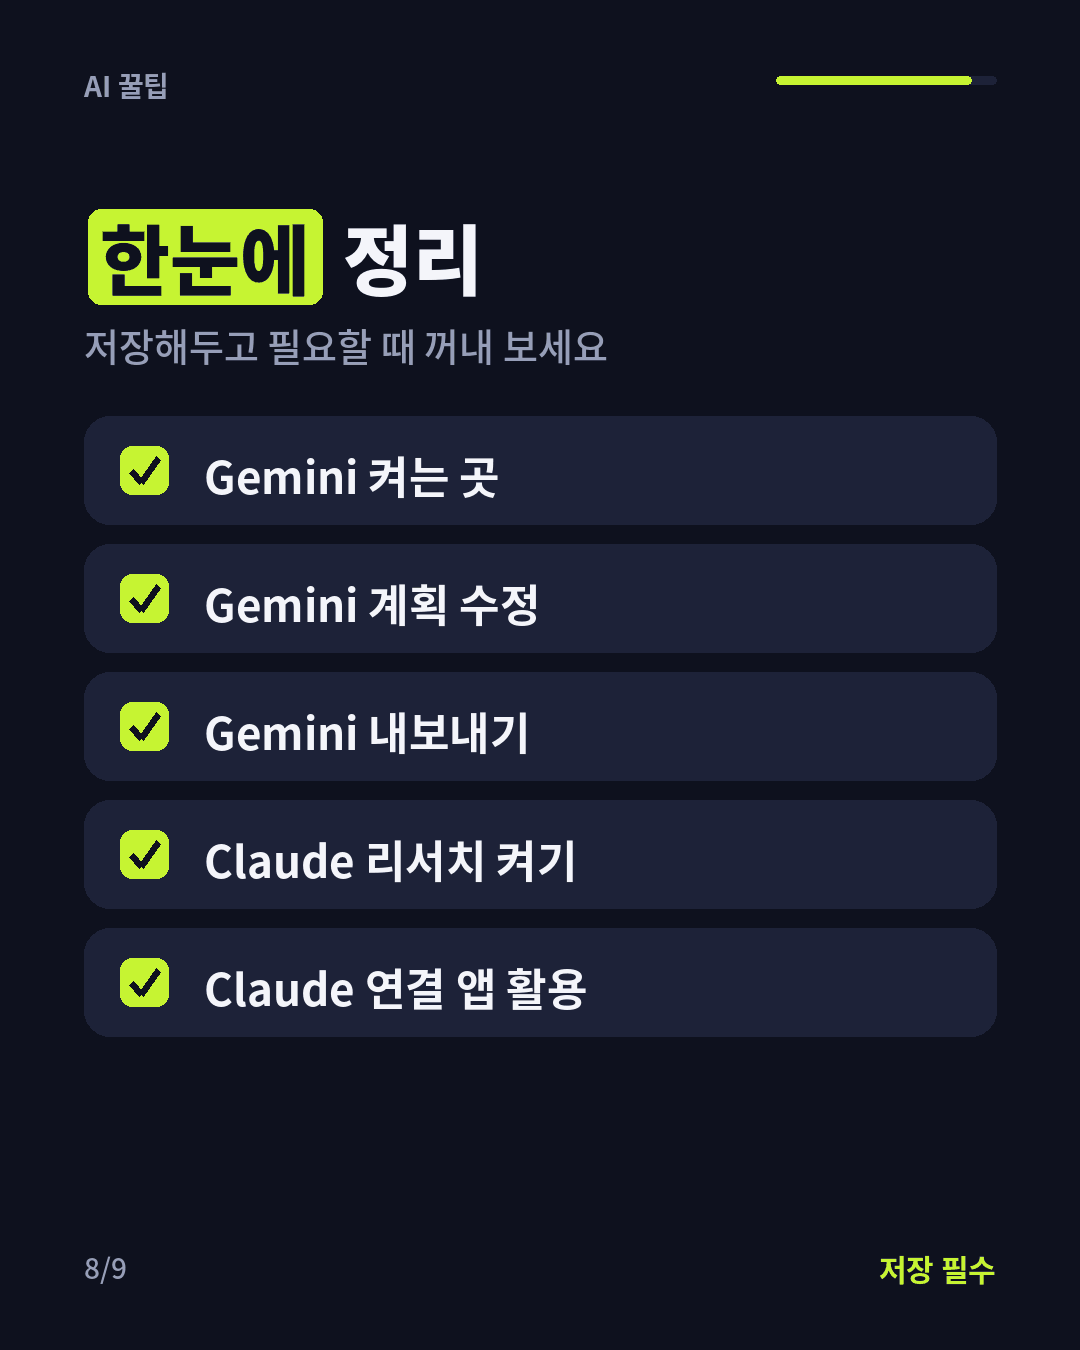 AI 꿀팁
한눈에 정리
저장해두고 필요할 때 꺼내 보세요
Gemini 켜는 곳
Gemini 계획 수정
Gemini 내보내기
Claude 리서치 켜기
Claude 연결 앱 활용
8/9
저장 필수